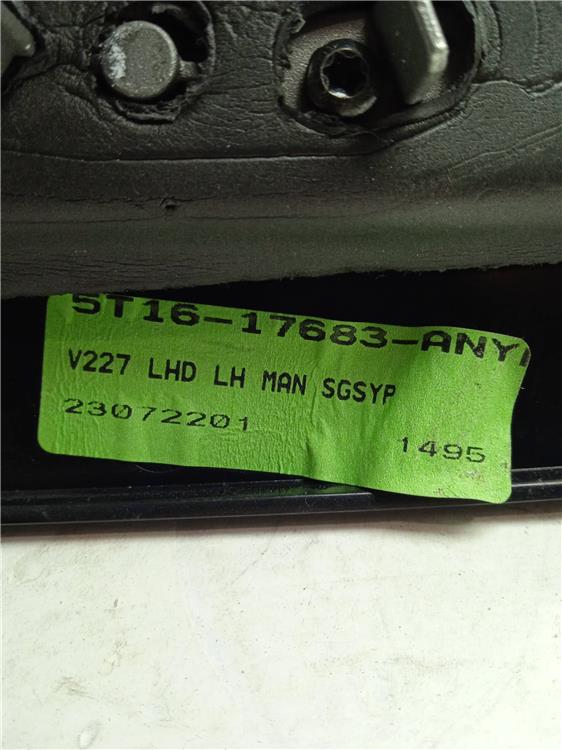 5T16-17683-ANY
V227 LHD LH MAN SGSYP
23072201
1495